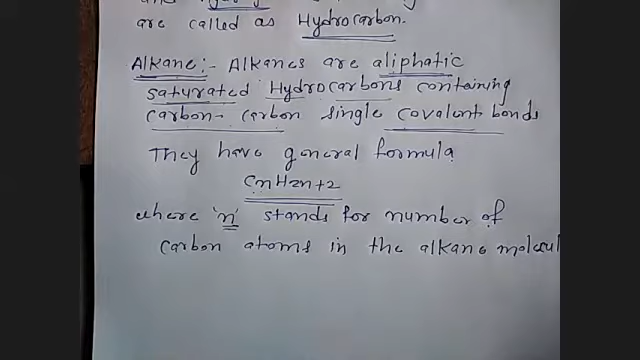 are called as Hydrocarbon.
Alkane:- Alkanes are aliphatic
saturated Hydrocarbons containing
carbon- carbon single covalent bonds
They have general formula
CnH2n+2
where 'n' stands for number of
carbon atoms in the alkane molecul